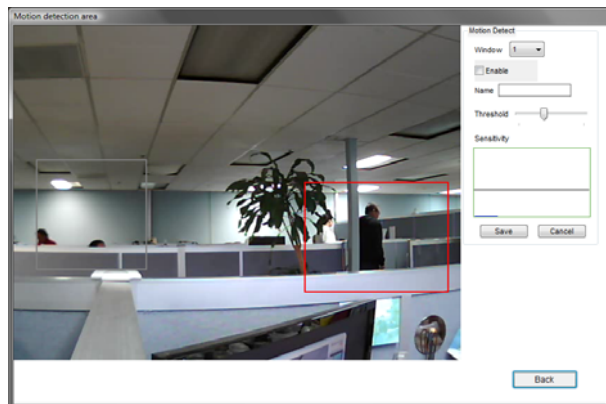 Motion detection area
Motion Detect
Window 1
Enable
Name
Threshold
Sensitivity
Save Cancel
Back